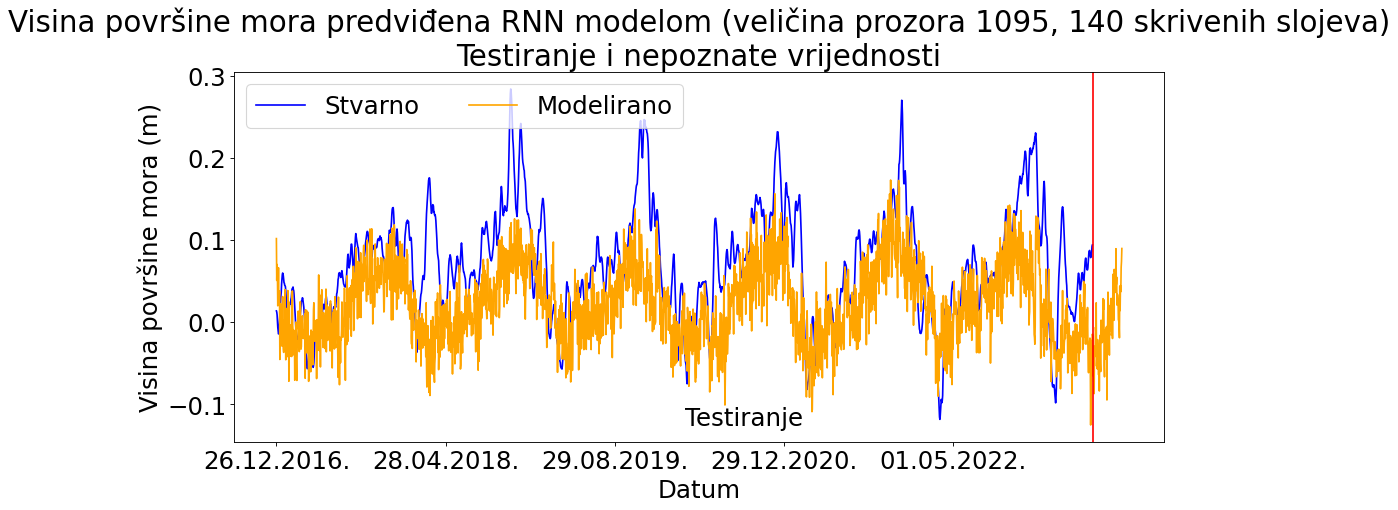 Visina površine mora predviđena RNN modelom (veličina prozora 1095, 140 skrivenih slojeva)
Testiranje i nepoznate vrijednosti
Stvarno Modelirano
Visina površine mora (m)
0.3
0.2
0.1
0.0
−0.1
Testiranje
26.12.2016. 28.04.2018. 29.08.2019. 29.12.2020. 01.05.2022.
Datum